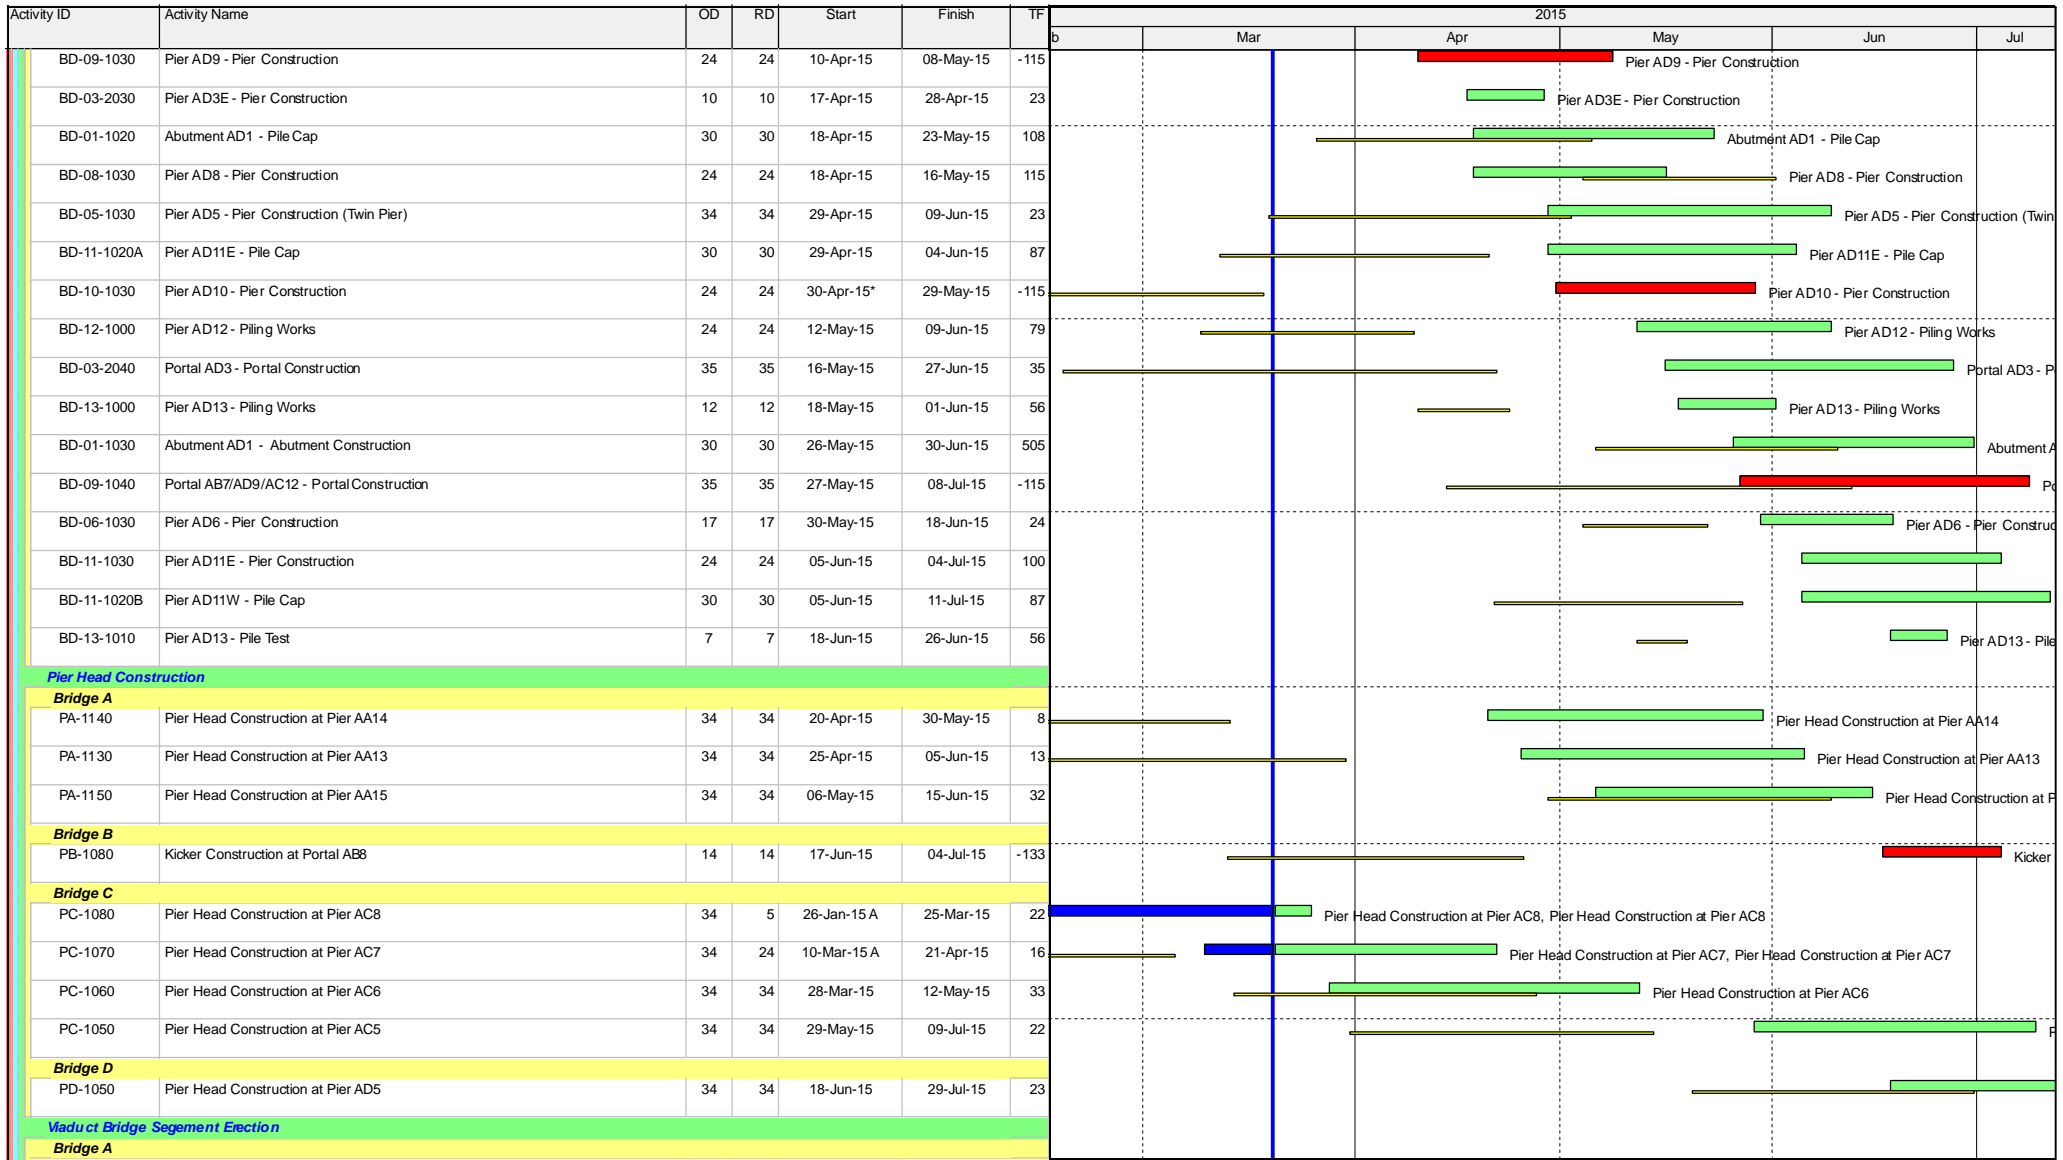 Activity ID Activity Name OD RD Start Finish TF 2015
b Mar Apr May Jun Jul
BD-09-1030 Pier AD9 - Pier Construction 24 24 10-Apr-15 08-May-15 -115 Pier AD9 - Pier Construction
BD-03-2030 Pier AD3E - Pier Construction 10 10 17-Apr-15 28-Apr-15 23 Pier AD3E - Pier Construction
BD-01-1020 Abutment AD1 - Pile Cap 30 30 18-Apr-15 23-May-15 108 Abutment AD1 - Pile Cap
BD-08-1030 Pier AD8 - Pier Construction 24 24 18-Apr-15 16-May-15 115 Pier AD8 - Pier Construction
BD-05-1030 Pier AD5 - Pier Construction (Twin Pier) 34 34 29-Apr-15 09-Jun-15 23 Pier AD5 - Pier Construction (Twin
BD-11-1020A Pier AD11E - Pile Cap 30 30 29-Apr-15 04-Jun-15 87 Pier AD11E - Pile Cap
BD-10-1030 Pier AD10 - Pier Construction 24 24 30-Apr-15* 29-May-15 -115 Pier AD10 - Pier Construction
BD-12-1000 Pier AD12 - Piling Works 24 24 12-May-15 09-Jun-15 79 Pier AD12 - Piling Works
BD-03-2040 Portal AD3 - Portal Construction 35 35 16-May-15 27-Jun-15 35 Portal AD3 - P
BD-13-1000 Pier AD13 - Piling Works 12 12 18-May-15 01-Jun-15 56 Pier AD13 - Piling Works
BD-01-1030 Abutment AD1 - Abutment Construction 30 30 26-May-15 30-Jun-15 505 Abutment A
BD-09-1040 Portal AB7/AD9/AC12 - Portal Construction 35 35 27-May-15 08-Jul-15 -115 Po
BD-06-1030 Pier AD6 - Pier Construction 17 17 30-May-15 18-Jun-15 24 Pier AD6 - Pier Construc
BD-11-1030 Pier AD11E - Pier Construction 24 24 05-Jun-15 04-Jul-15 100
BD-11-1020B Pier AD11W - Pile Cap 30 30 05-Jun-15 11-Jul-15 87
BD-13-1010 Pier AD13 - Pile Test 7 7 18-Jun-15 26-Jun-15 56 Pier AD13 - Pile
Pier Head Construction
Bridge A
PA-1140 Pier Head Construction at Pier AA14 34 34 20-Apr-15 30-May-15 8 Pier Head Construction at Pier AA14
PA-1130 Pier Head Construction at Pier AA13 34 34 25-Apr-15 05-Jun-15 13 Pier Head Construction at Pier AA13
PA-1150 Pier Head Construction at Pier AA15 34 34 06-May-15 15-Jun-15 32 Pier Head Construction at P
Bridge B
PB-1080 Kicker Construction at Portal AB8 14 14 17-Jun-15 04-Jul-15 -133 Kicker
Bridge C
PC-1080 Pier Head Construction at Pier AC8 34 5 26-Jan-15 A 25-Mar-15 22 Pier Head Construction at Pier AC8, Pier Head Construction at Pier AC8
PC-1070 Pier Head Construction at Pier AC7 34 24 10-Mar-15 A 21-Apr-15 16 Pier Head Construction at Pier AC7, Pier Head Construction at Pier AC7
PC-1060 Pier Head Construction at Pier AC6 34 34 28-Mar-15 12-May-15 33 Pier Head Construction at Pier AC6
PC-1050 Pier Head Construction at Pier AC5 34 34 29-May-15 09-Jul-15 22 P
Bridge D
PD-1050 Pier Head Construction at Pier AD5 34 34 18-Jun-15 29-Jul-15 23
Viaduct Bridge Segement Erection
Bridge A